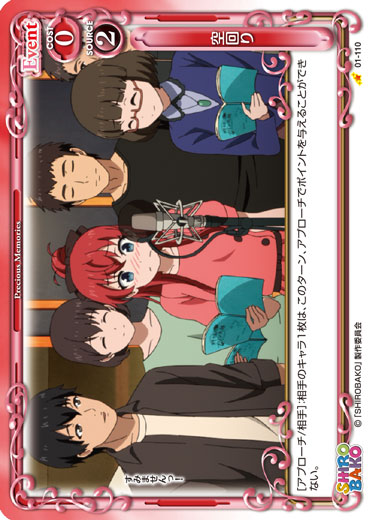 Event
COST
0
SOURCE
2
空回り
Precious Memories
すみませんっ!
[アプローチ/相手]:相手のキャラ1枚は、このターン、アプローチでポイントを与えることができ
ない。
SHIRO
BAKO
©「SHIROBAKO」製作委員会
01-110